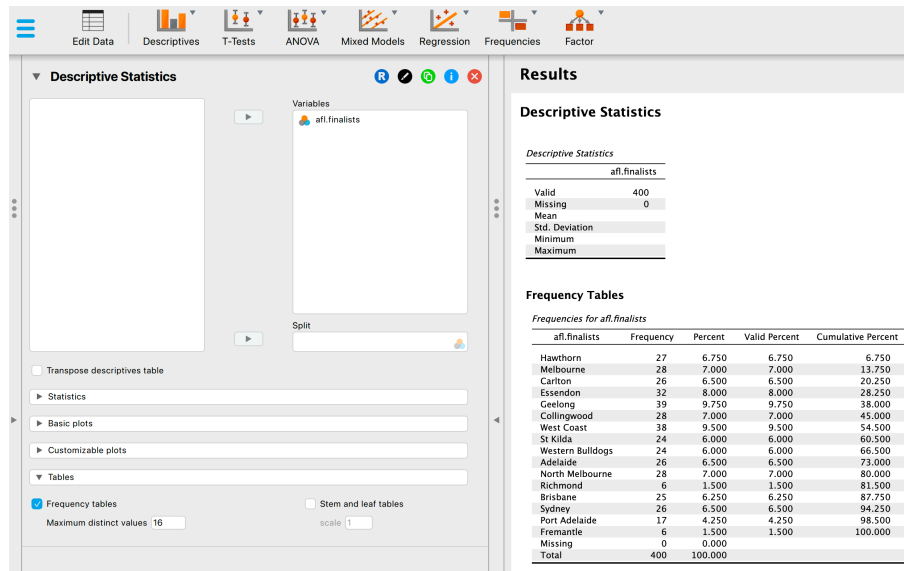 Edit Data Descriptives T-Tests ANOVA Mixed Models Regression Frequencies Factor
Descriptive Statistics
R i
Variables
afl.finalists
Split
Transpose descriptives table
Statistics
Basic plots
Customizable plots
Tables
Frequency tables Stem and leaf tables
Maximum distinct values 16 scale 1
Results
Descriptive Statistics
Descriptive Statistics
afl.finalists
Valid 400
Missing 0
Mean
Std. Deviation
Minimum
Maximum
Frequency Tables
Frequencies for afl.finalists
afl.finalists Frequency Percent Valid Percent Cumulative Percent
Hawthorn 27 6.750 6.750 6.750
Melbourne 28 7.000 7.000 13.750
Carlton 26 6.500 6.500 20.250
Essendon 32 8.000 8.000 28.250
Geelong 39 9.750 9.750 38.000
Collingwood 28 7.000 7.000 45.000
West Coast 38 9.500 9.500 54.500
St Kilda 24 6.000 6.000 60.500
Western Bulldogs 24 6.000 6.000 66.500
Adelaide 26 6.500 6.500 73.000
North Melbourne 28 7.000 7.000 80.000
Richmond 6 1.500 1.500 81.500
Brisbane 25 6.250 6.250 87.750
Sydney 26 6.500 6.500 94.250
Port Adelaide 17 4.250 4.250 98.500
Fremantle 6 1.500 1.500 100.000
Missing 0 0.000
Total 400 100.000